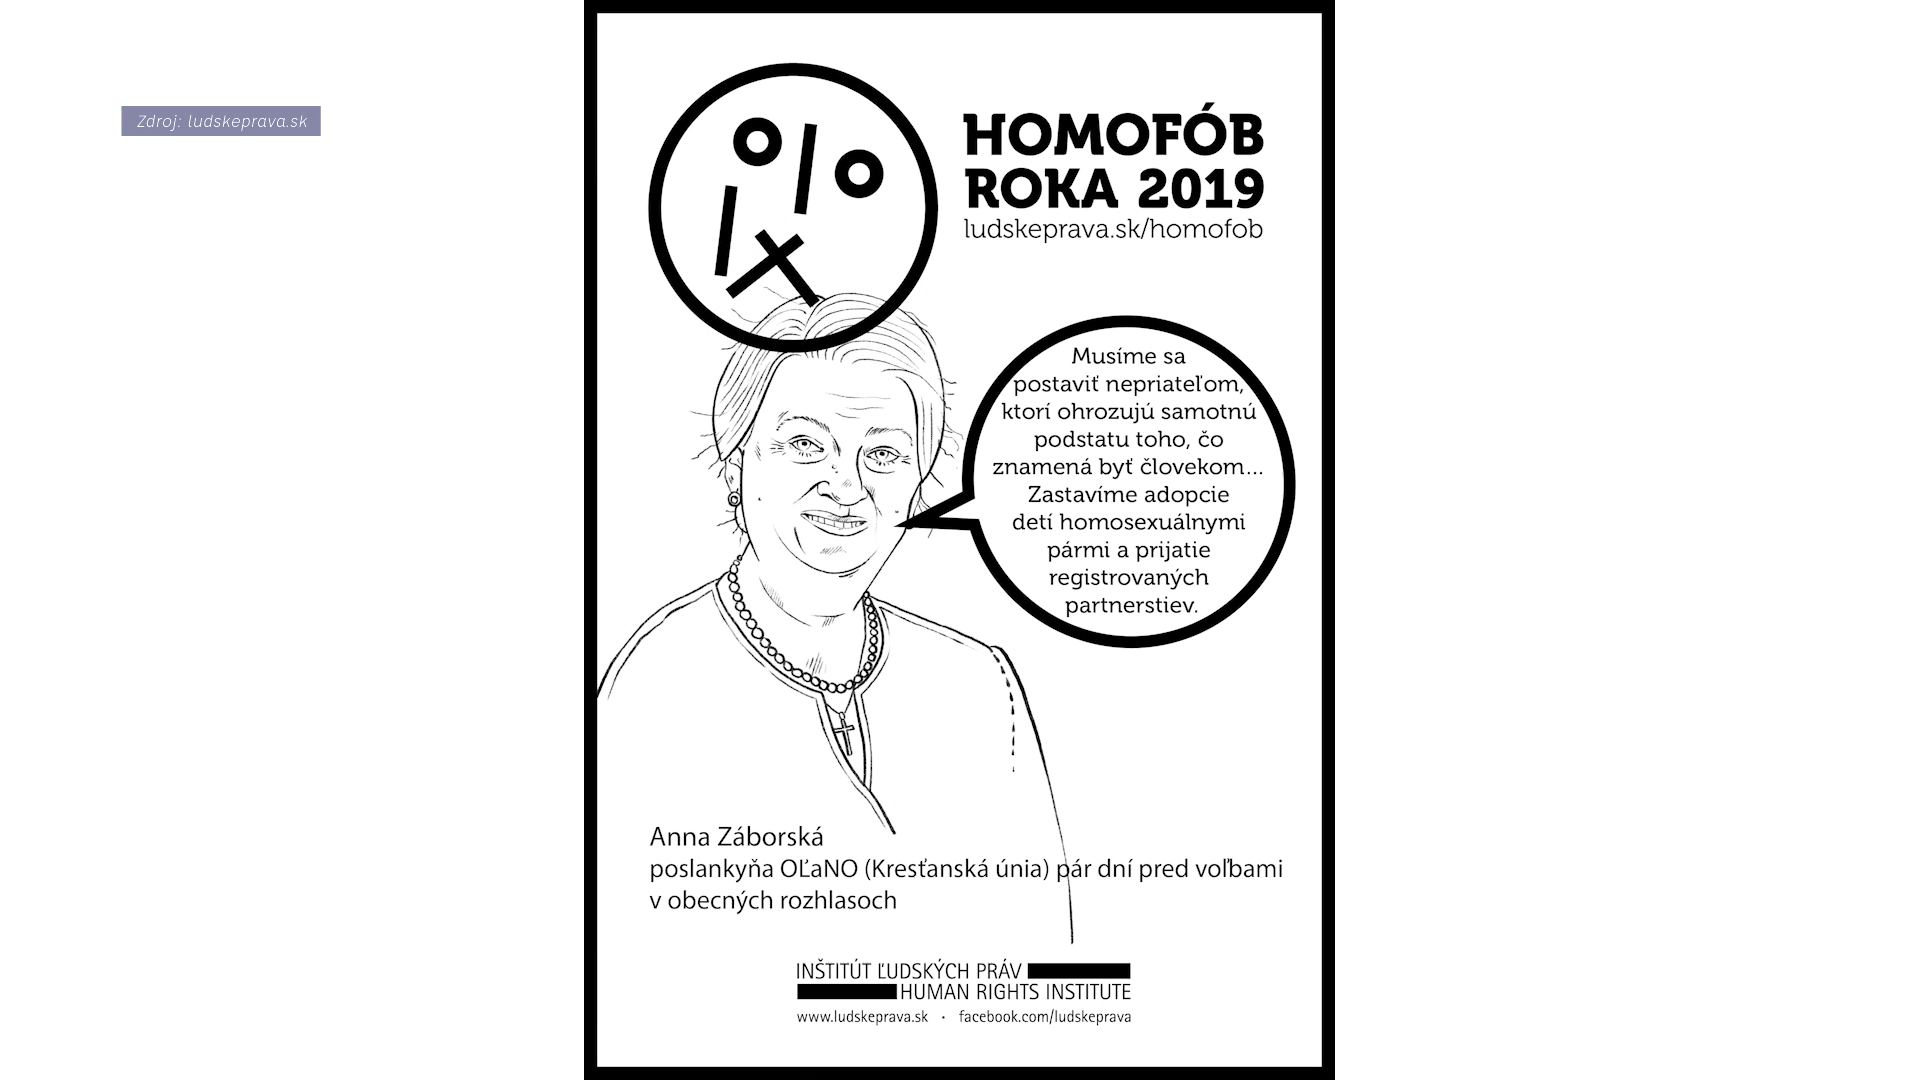 Zdroj: ludskeprava.sk
HOMOFÓB
ROKA 2019
ludskeprava.sk/homofob
Musíme sa
postaviť nepriateľom,
ktorí ohrozujú samotnú
podstatu toho, čo
znamená byť človekom...
Zastavíme adopcie
detí homosexuálnymi
pármi a prijatie
registrovaných
partnerstiev.
Anna Záborská
poslankyňa OĽaNO (Kresťanská únia) pár dní pred voľbami
v obecných rozhlasoch
INŠTITÚT ĽUDSKÝCH PRÁV
HUMAN RIGHTS INSTITUTE
www.ludskeprava.sk · facebook.com/ludskeprava